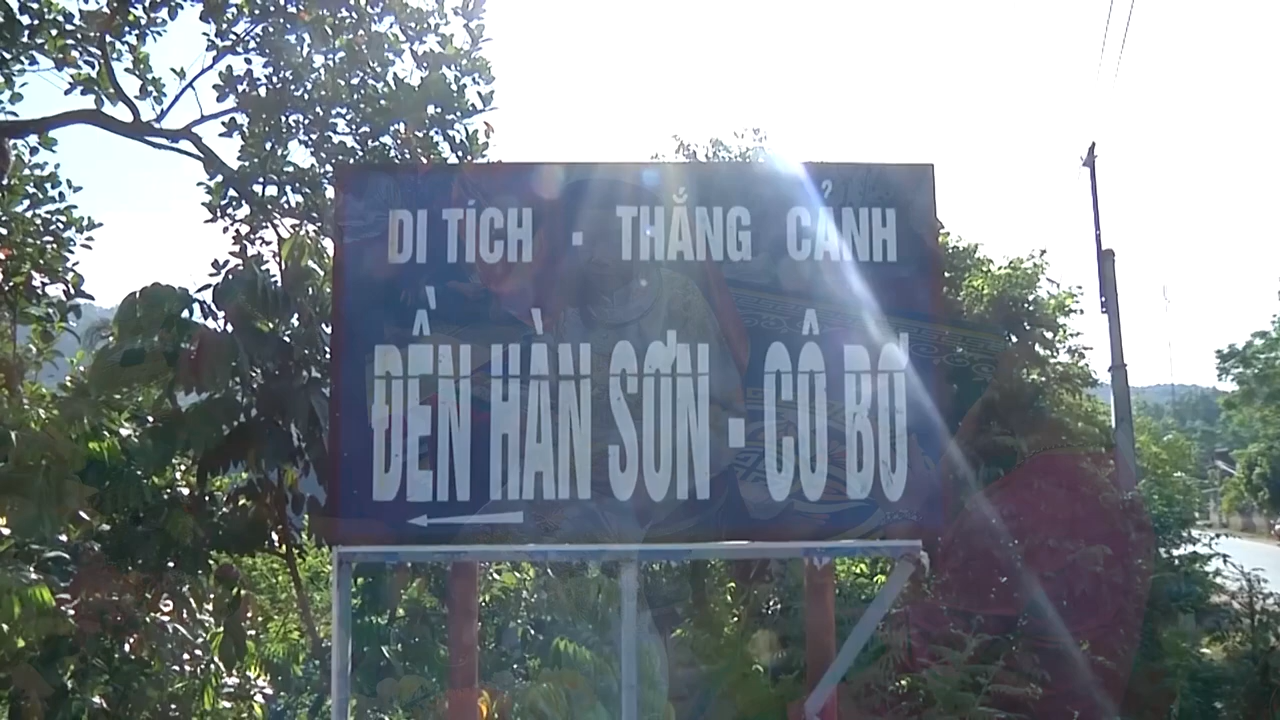 DI TÍCH - THẮNG CẢNH
ĐỀN HÀN SƠN - CÔ BƠ